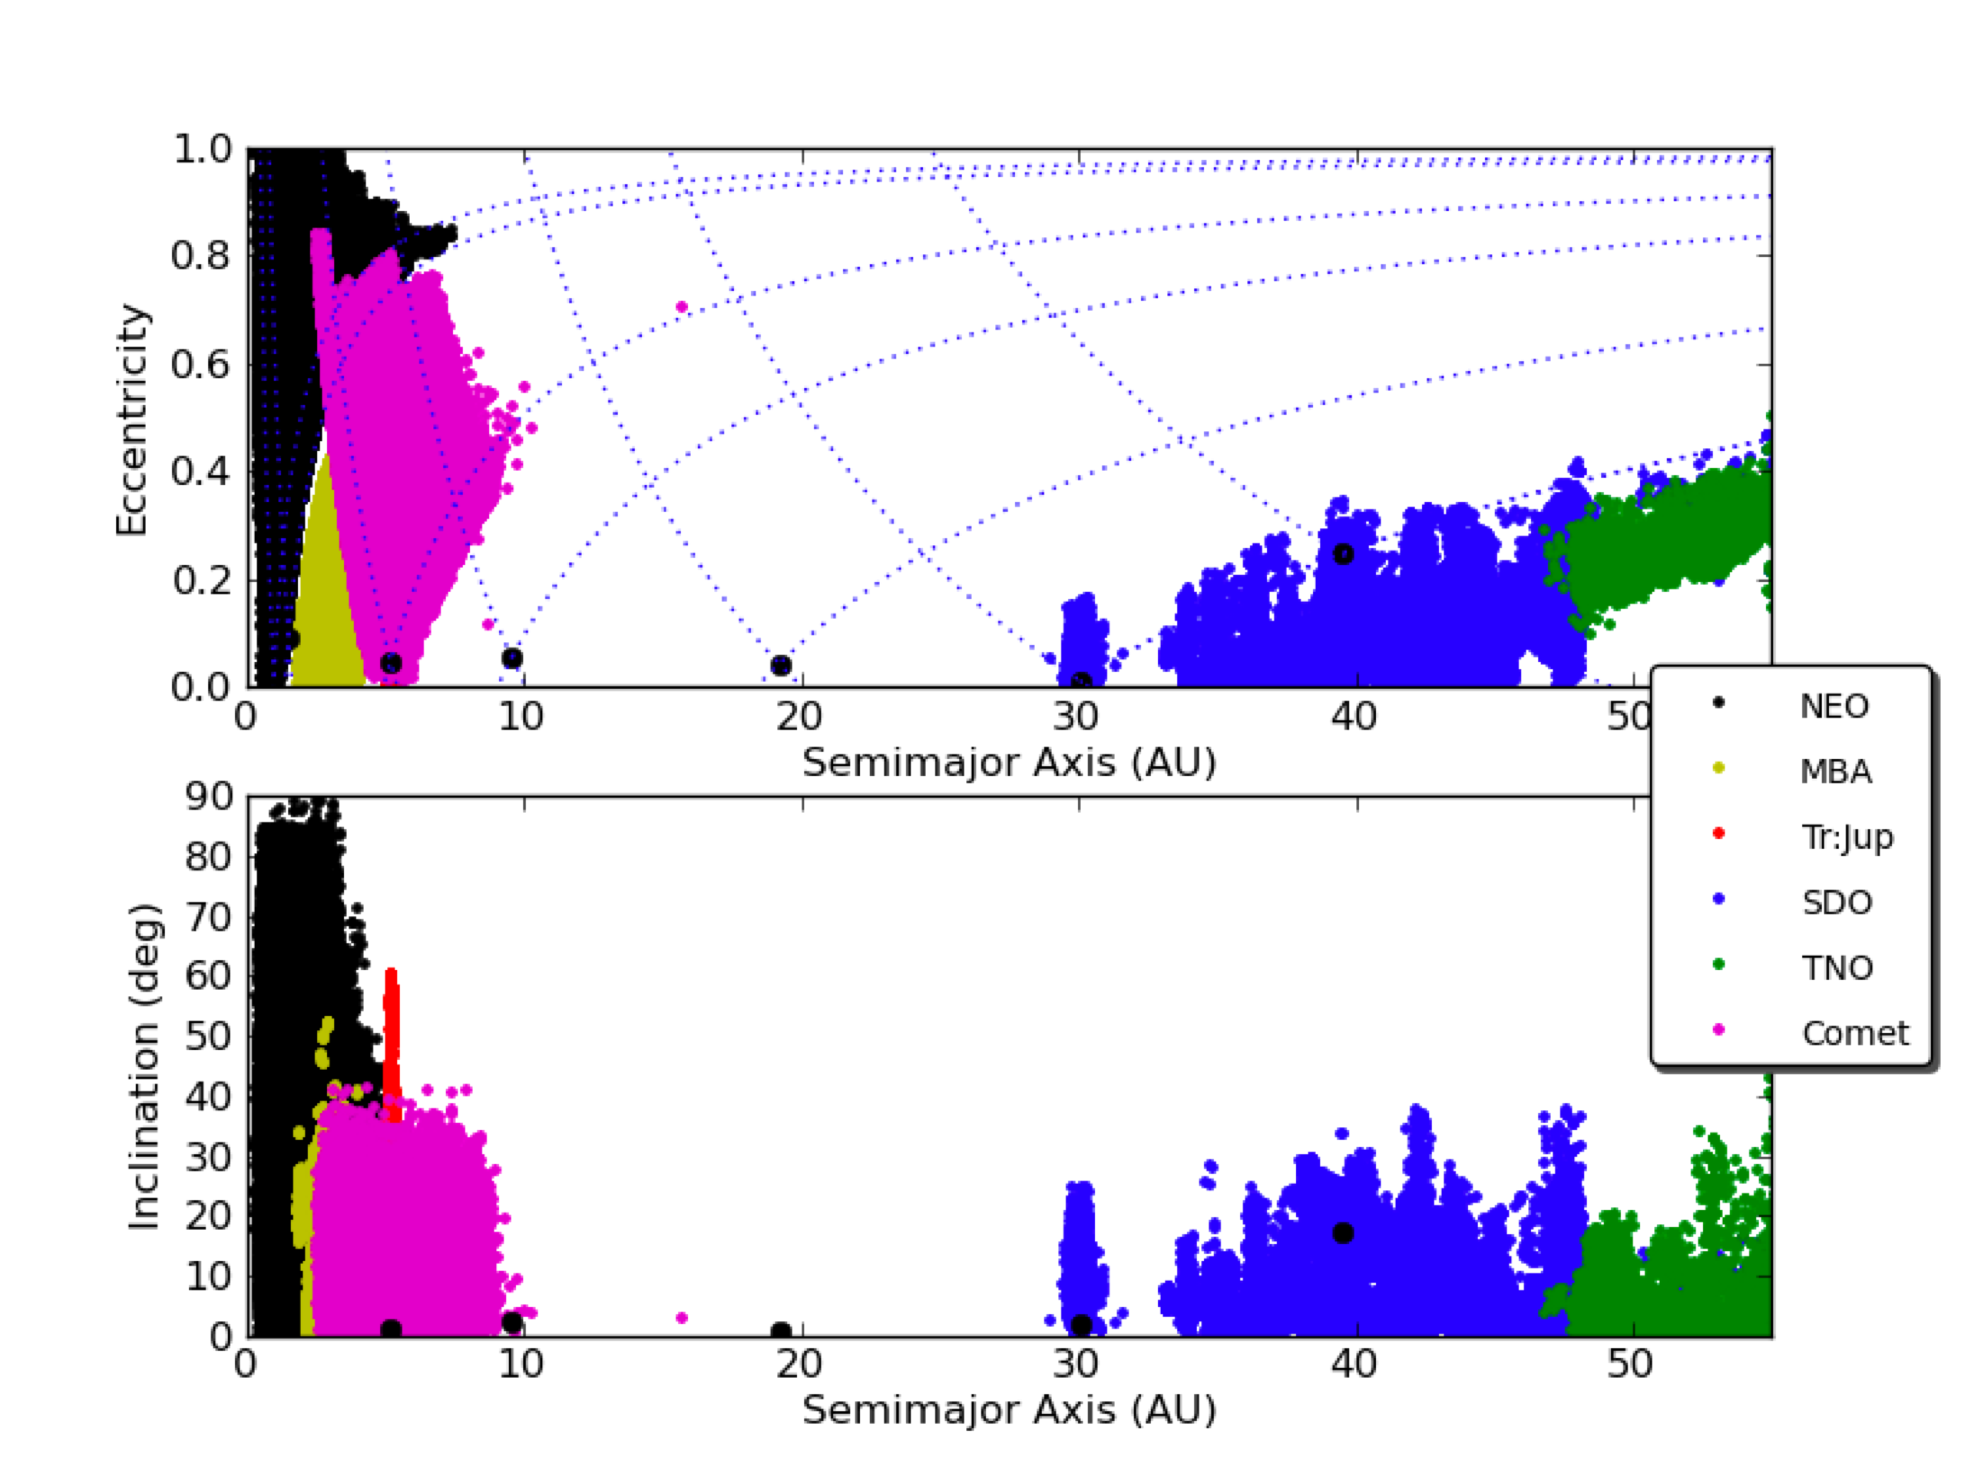 1.0
0.8
0.6
0.4
0.2
0.0
Eccentricity
0 10 20 30 40 50
Semimajor Axis (AU)
NEO
MBA
Tr:Jup
SDO
TNO
Comet
90
80
70
60
50
40
30
20
10
0
Inclination (deg)
0 10 20 30 40 50
Semimajor Axis (AU)